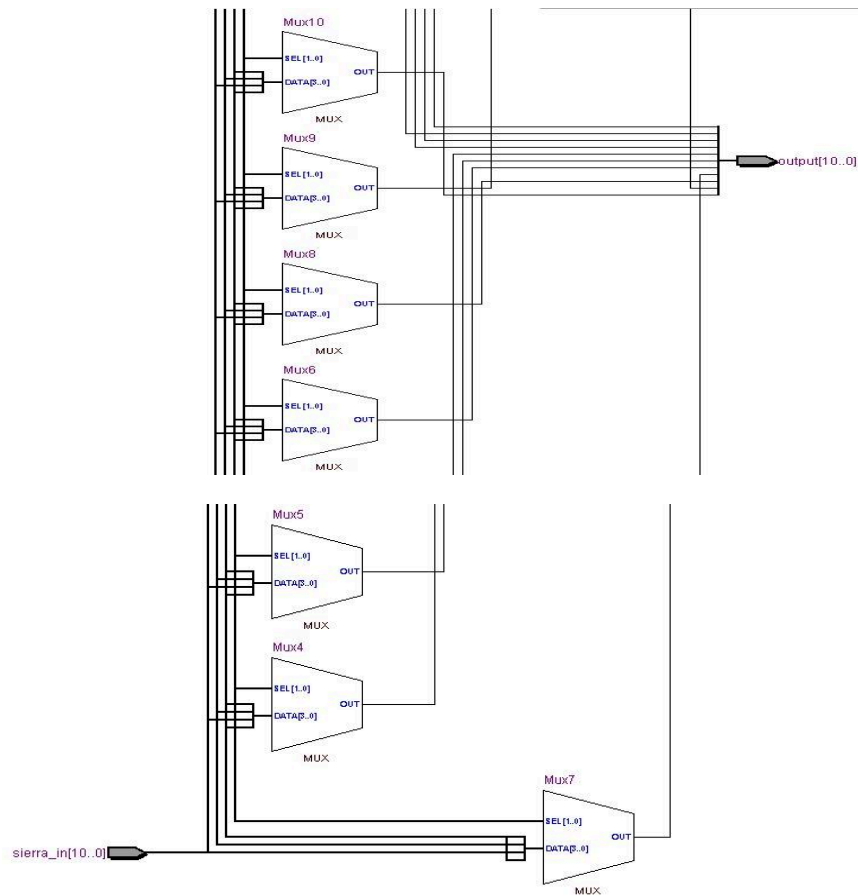 Mux10
SEL[1..0]
OUT
DATA[3..0]
MUX
Mux9
SEL[1..0]
OUT
DATA[3..0]
MUX
output[10..0]
Mux8
SEL[1..0]
OUT
DATA[3..0]
MUX
Mux6
SEL[1..0]
OUT
DATA[3..0]
MUX
Mux5
SEL[1..0]
OUT
DATA[3..0]
MUX
Mux4
SEL[1..0]
OUT
DATA[3..0]
MUX
Mux7
SEL[1..0]
OUT
DATA[3..0]
MUX
sierra_in[10..0]